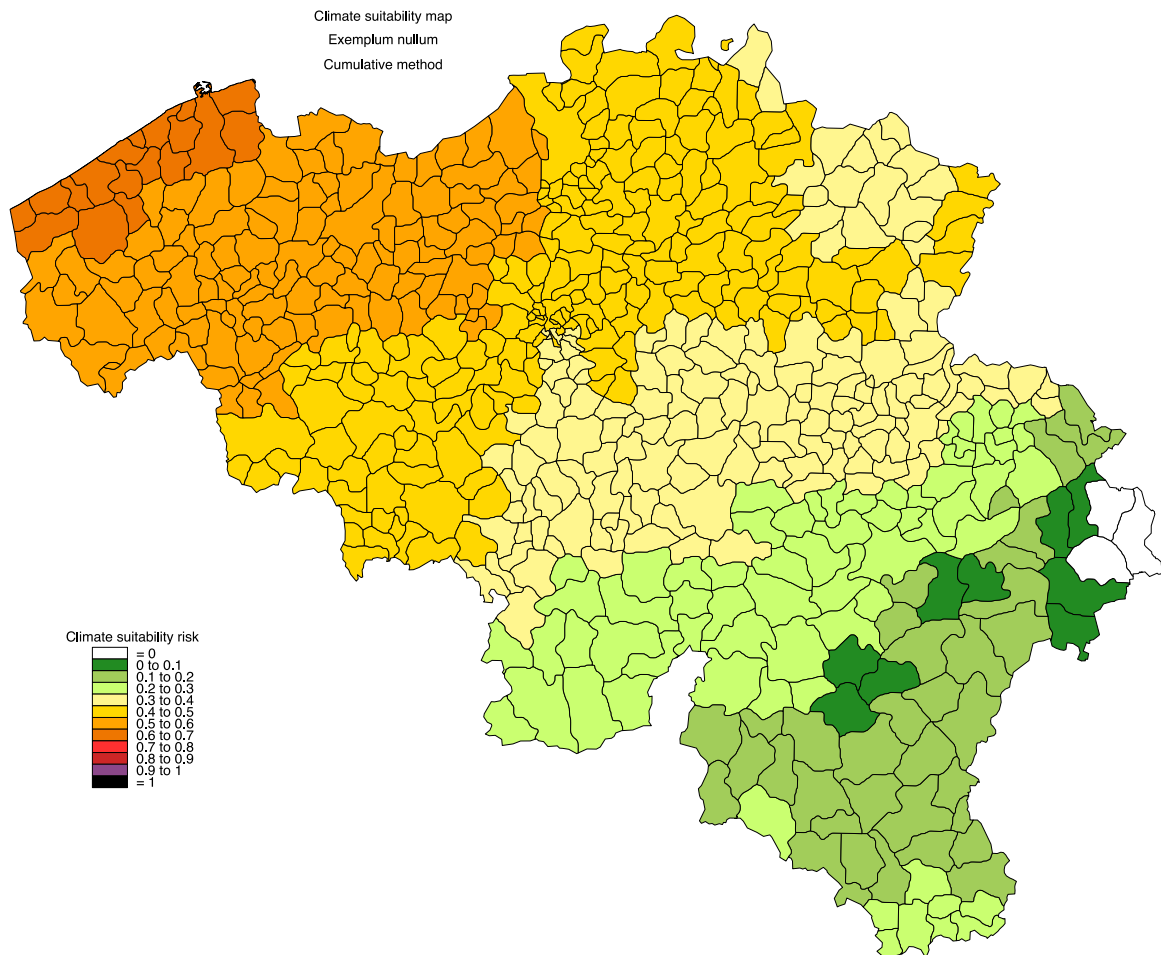 Climate suitability map
Exemplum nullum
Cumulative method
Climate suitability risk
= 0
0 to 0.1
0.1 to 0.2
0.2 to 0.3
0.3 to 0.4
0.4 to 0.5
0.5 to 0.6
0.6 to 0.7
0.7 to 0.8
0.8 to 0.9
0.9 to 1
= 1